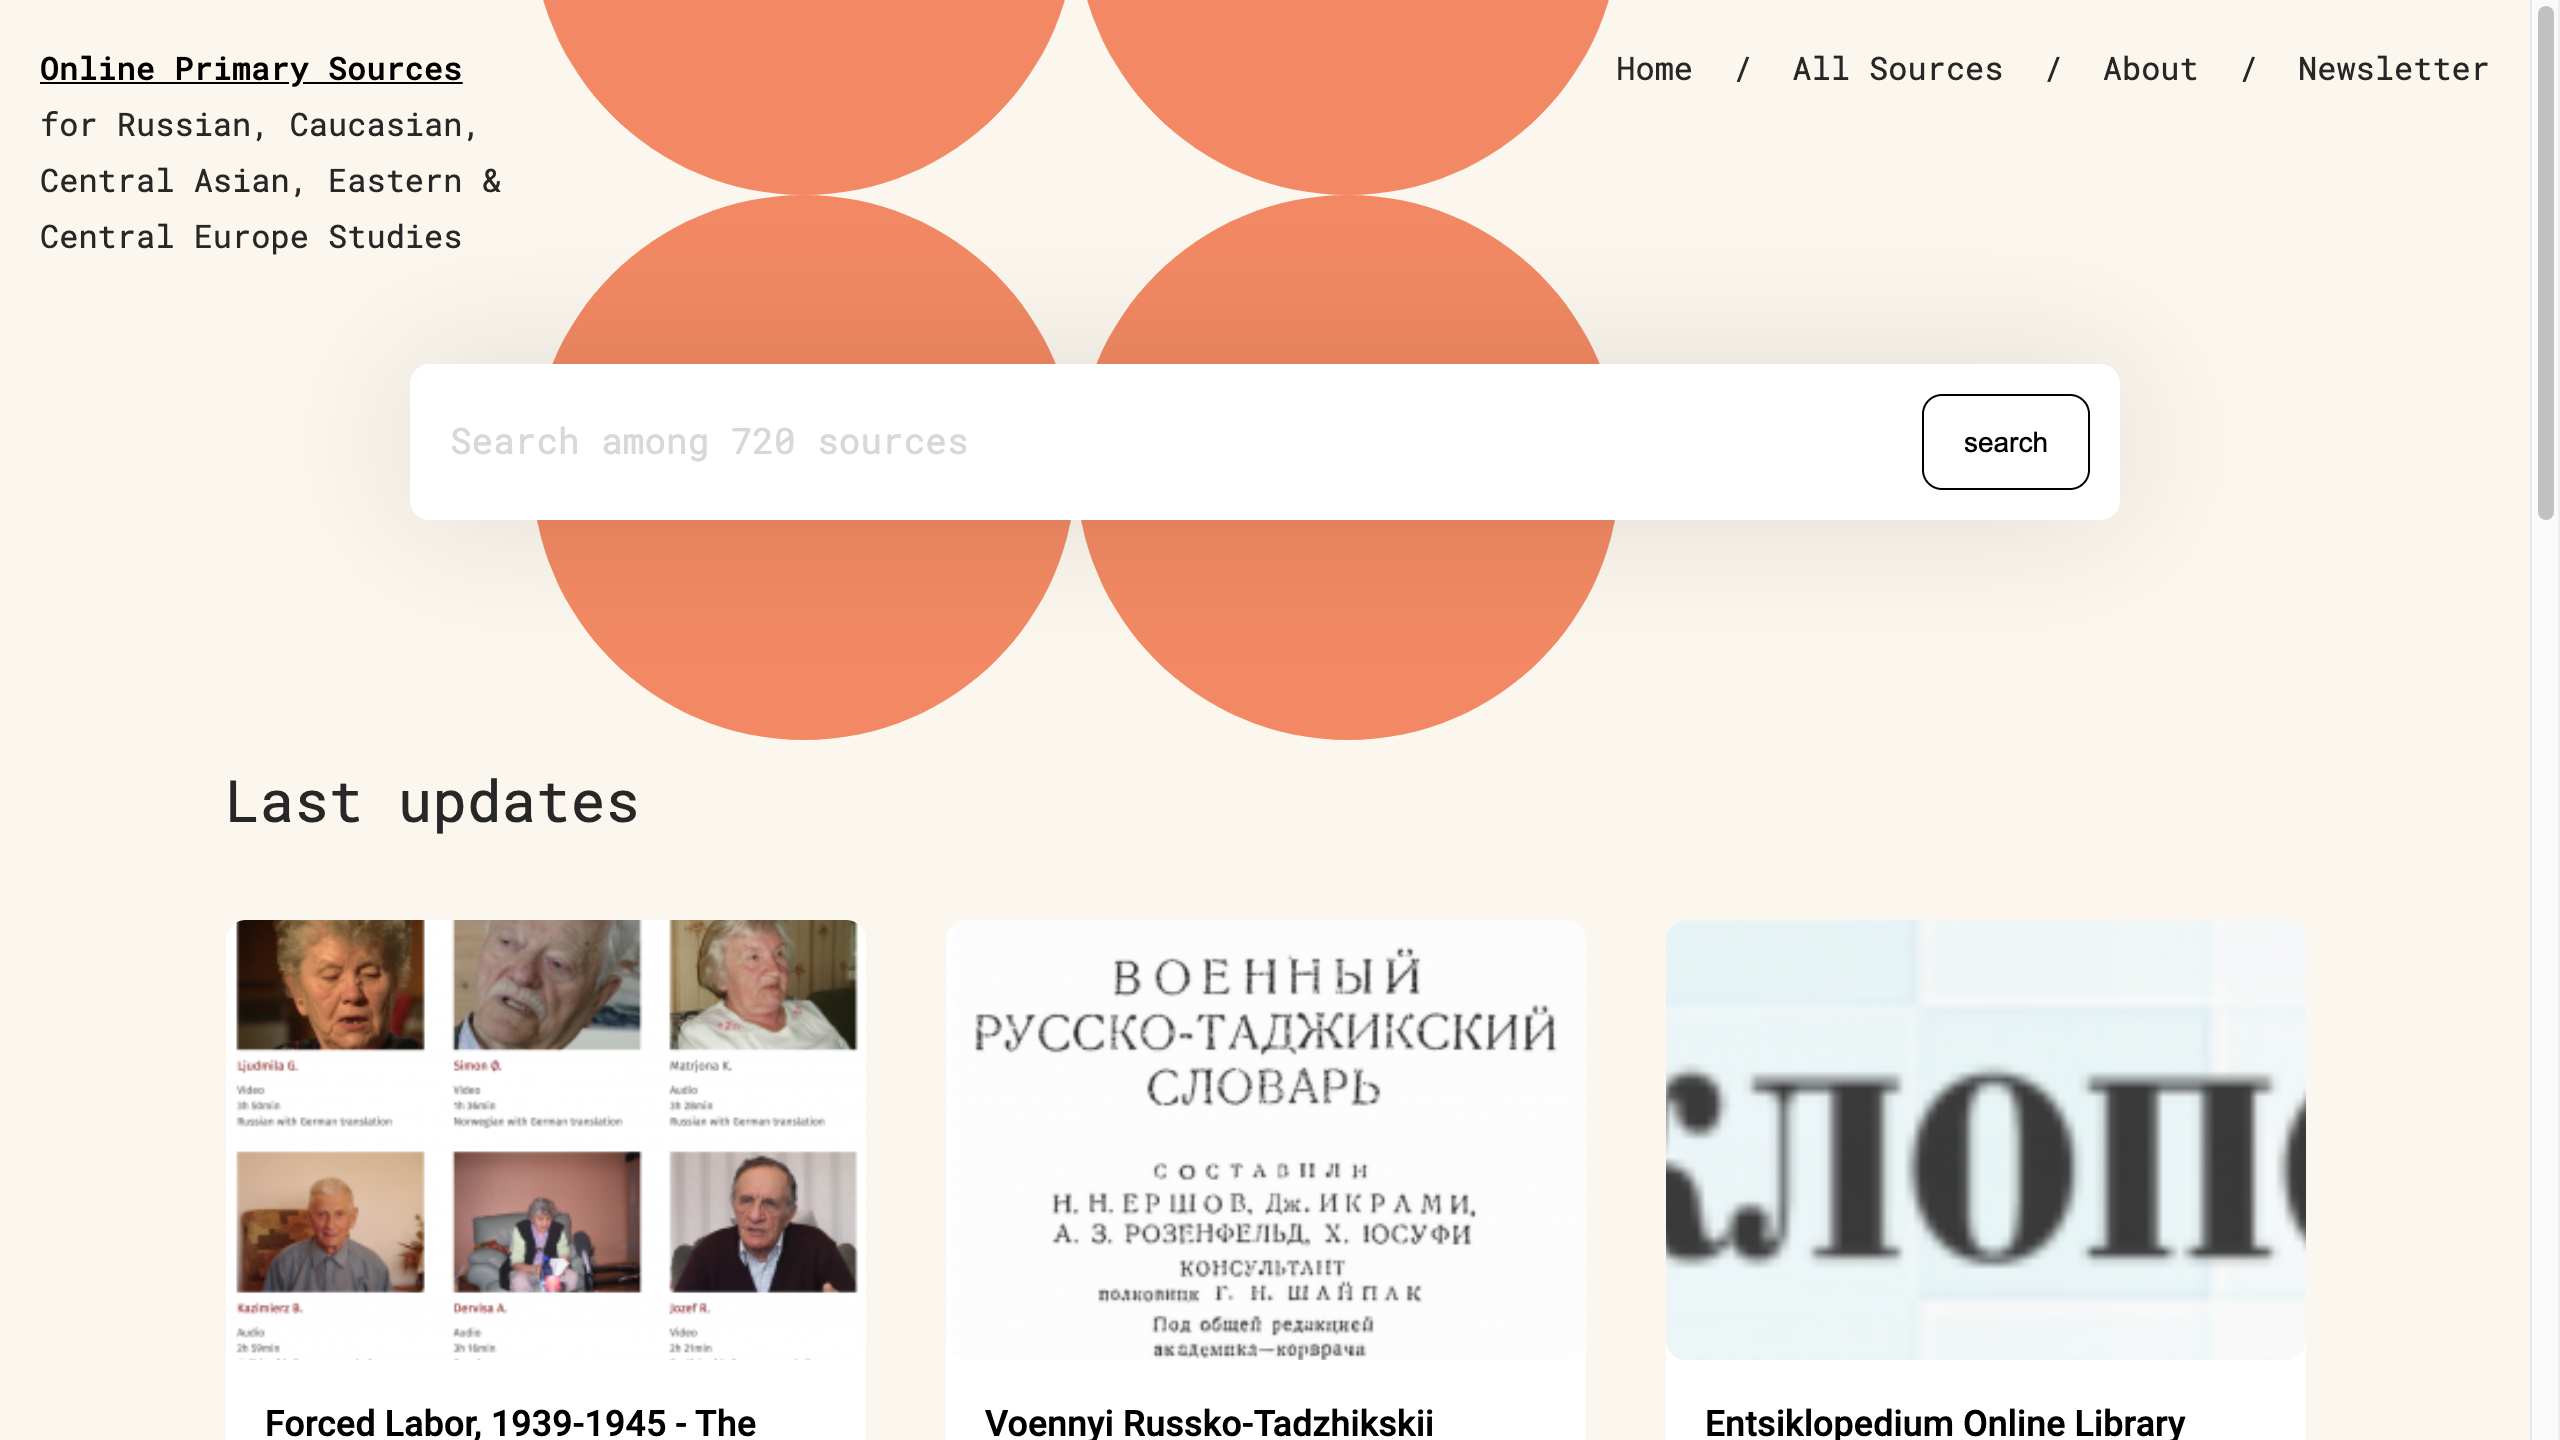 Online Primary Sources
for Russian, Caucasian,
Central Asian, Eastern &
Central Europe Studies
Home / All Sources / About / Newsletter
Search among 720 sources
search
Last updates
Ljudmila G.
Video
3h 50min
Russian with German translation
Simon Ø.
Video
1h 36min
Norwegian with German translation
Matrjona K.
Audio
3h 28min
Russian with German translation
Kazimierz B.
Audio
2h 59min
Dervisa A.
Audio
3h 16min
Jozef R.
Video
2h 21min
ВОЕННЫЙ
РУССКО-ТАДЖИКСКИЙ
СЛОВАРЬ
СОСТАВИЛИ
Н. Н. ЕРШОВ, Дж. ИКРАМИ,
А. З. РОЗЕНФЕЛЬД, Х. ЮСУФИ
КОНСУЛЬТАНТ
полковник Г. Н. ШАЙПАК
Под общей редакцией
клопе
Forced Labor, 1939-1945 - The
Voennyi Russko-Tadzhikskii
Entsiklopedium Online Library